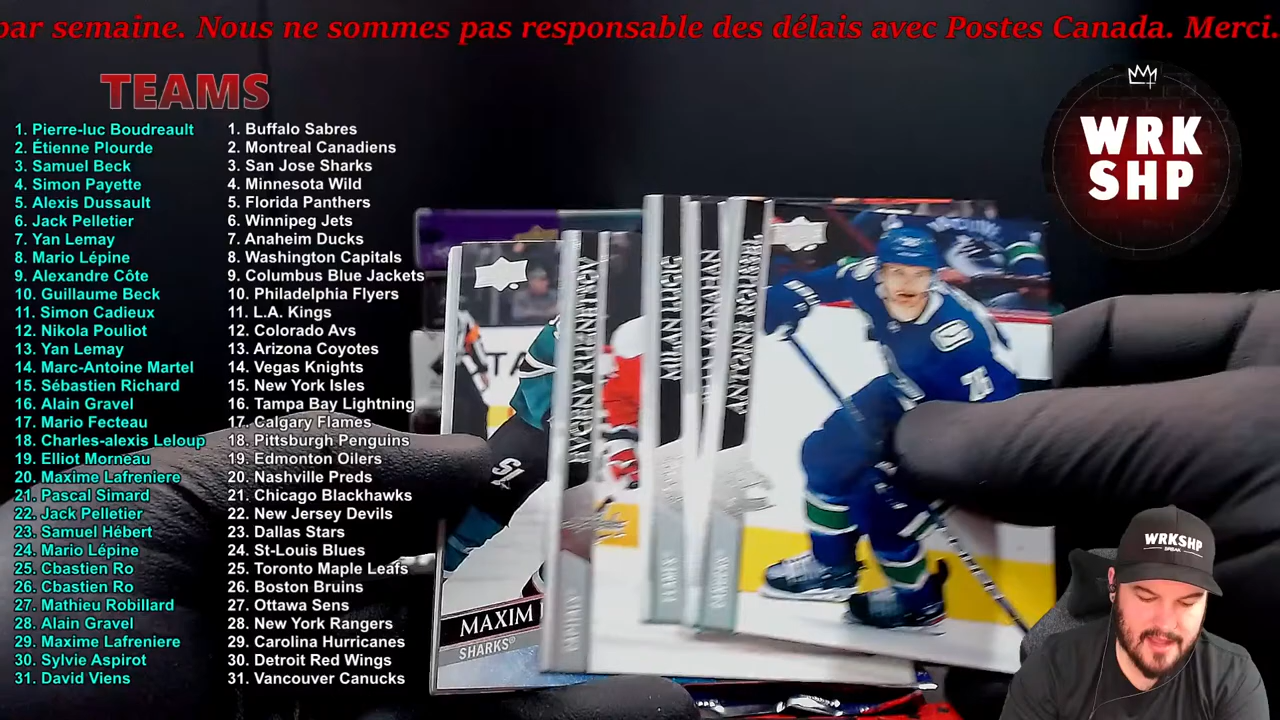 par semaine. Nous ne sommes pas responsable des délais avec Postes Canada. Merci.
TEAMS
1. Pierre-luc Boudreault
2. Étienne Plourde
3. Samuel Beck
4. Simon Payette
5. Alexis Dussault
6. Jack Pelletier
7. Yan Lemay
8. Mario Lépine
9. Alexandre Côte
10. Guillaume Beck
11. Simon Cadieux
12. Nikola Pouliot
13. Yan Lemay
14. Marc-Antoine Martel
15. Sébastien Richard
16. Alain Gravel
17. Mario Fecteau
18. Charles-alexis Leloup
19. Elliot Morneau
20. Maxime Lafreniere
21. Pascal Simard
22. Jack Pelletier
23. Samuel Hébert
24. Mario Lépine
25. Cbastien Ro
26. Cbastien Ro
27. Mathieu Robillard
28. Alain Gravel
29. Maxime Lafreniere
30. Sylvie Aspirot
31. David Viens
1. Buffalo Sabres
2. Montreal Canadiens
3. San Jose Sharks
4. Minnesota Wild
5. Florida Panthers
6. Winnipeg Jets
7. Anaheim Ducks
8. Washington Capitals
9. Columbus Blue Jackets
10. Philadelphia Flyers
11. L.A. Kings
12. Colorado Avs
13. Arizona Coyotes
14. Vegas Knights
15. New York Isles
16. Tampa Bay Lightning
17. Calgary Flames
18. Pittsburgh Penguins
19. Edmonton Oilers
20. Nashville Preds
21. Chicago Blackhawks
22. New Jersey Devils
23. Dallas Stars
24. St-Louis Blues
25. Toronto Maple Leafs
26. Boston Bruins
27. Ottawa Sens
28. New York Rangers
29. Carolina Hurricanes
30. Detroit Red Wings
31. Vancouver Canucks
WRK
SHP
MAXIM
SHARKS
EVGENY KUZNETSOV
MILAN LUCIC
FLAMES
MONAHAN
ANTOINE ROUSSEL
CANUCKS
WRKSHP
BREAK